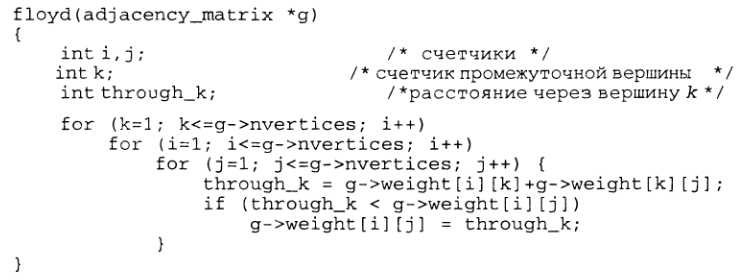 floyd(adjacency_matrix *g)
{
int i,j; /* счетчики */
int k; /* счетчик промежуточной вершины */
int through_k; /*расстояние через вершину k */
for (k=1; k<=g->nvertices; i++)
for (i=1; i<=g->nvertices; i++)
for (j=1; j<=g->nvertices; j++) {
through_k = g->weight[i][k]+g->weight[k][j];
if (through_k < g->weight[i][j])
g->weight[i][j] = through_k;
}
}